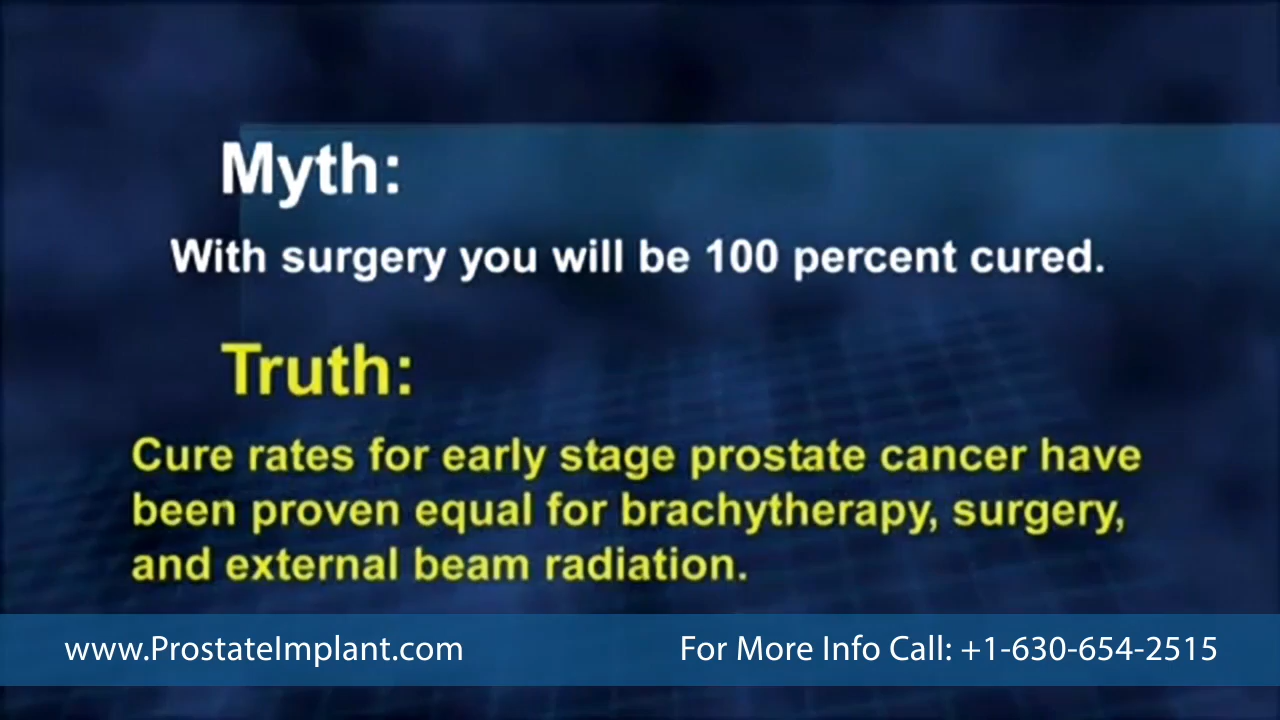 Myth:
With surgery you will be 100 percent cured.
Truth:
Cure rates for early stage prostate cancer have
been proven equal for brachytherapy, surgery,
and external beam radiation.
www.ProstateImplant.com
For More Info Call: +1-630-654-2515